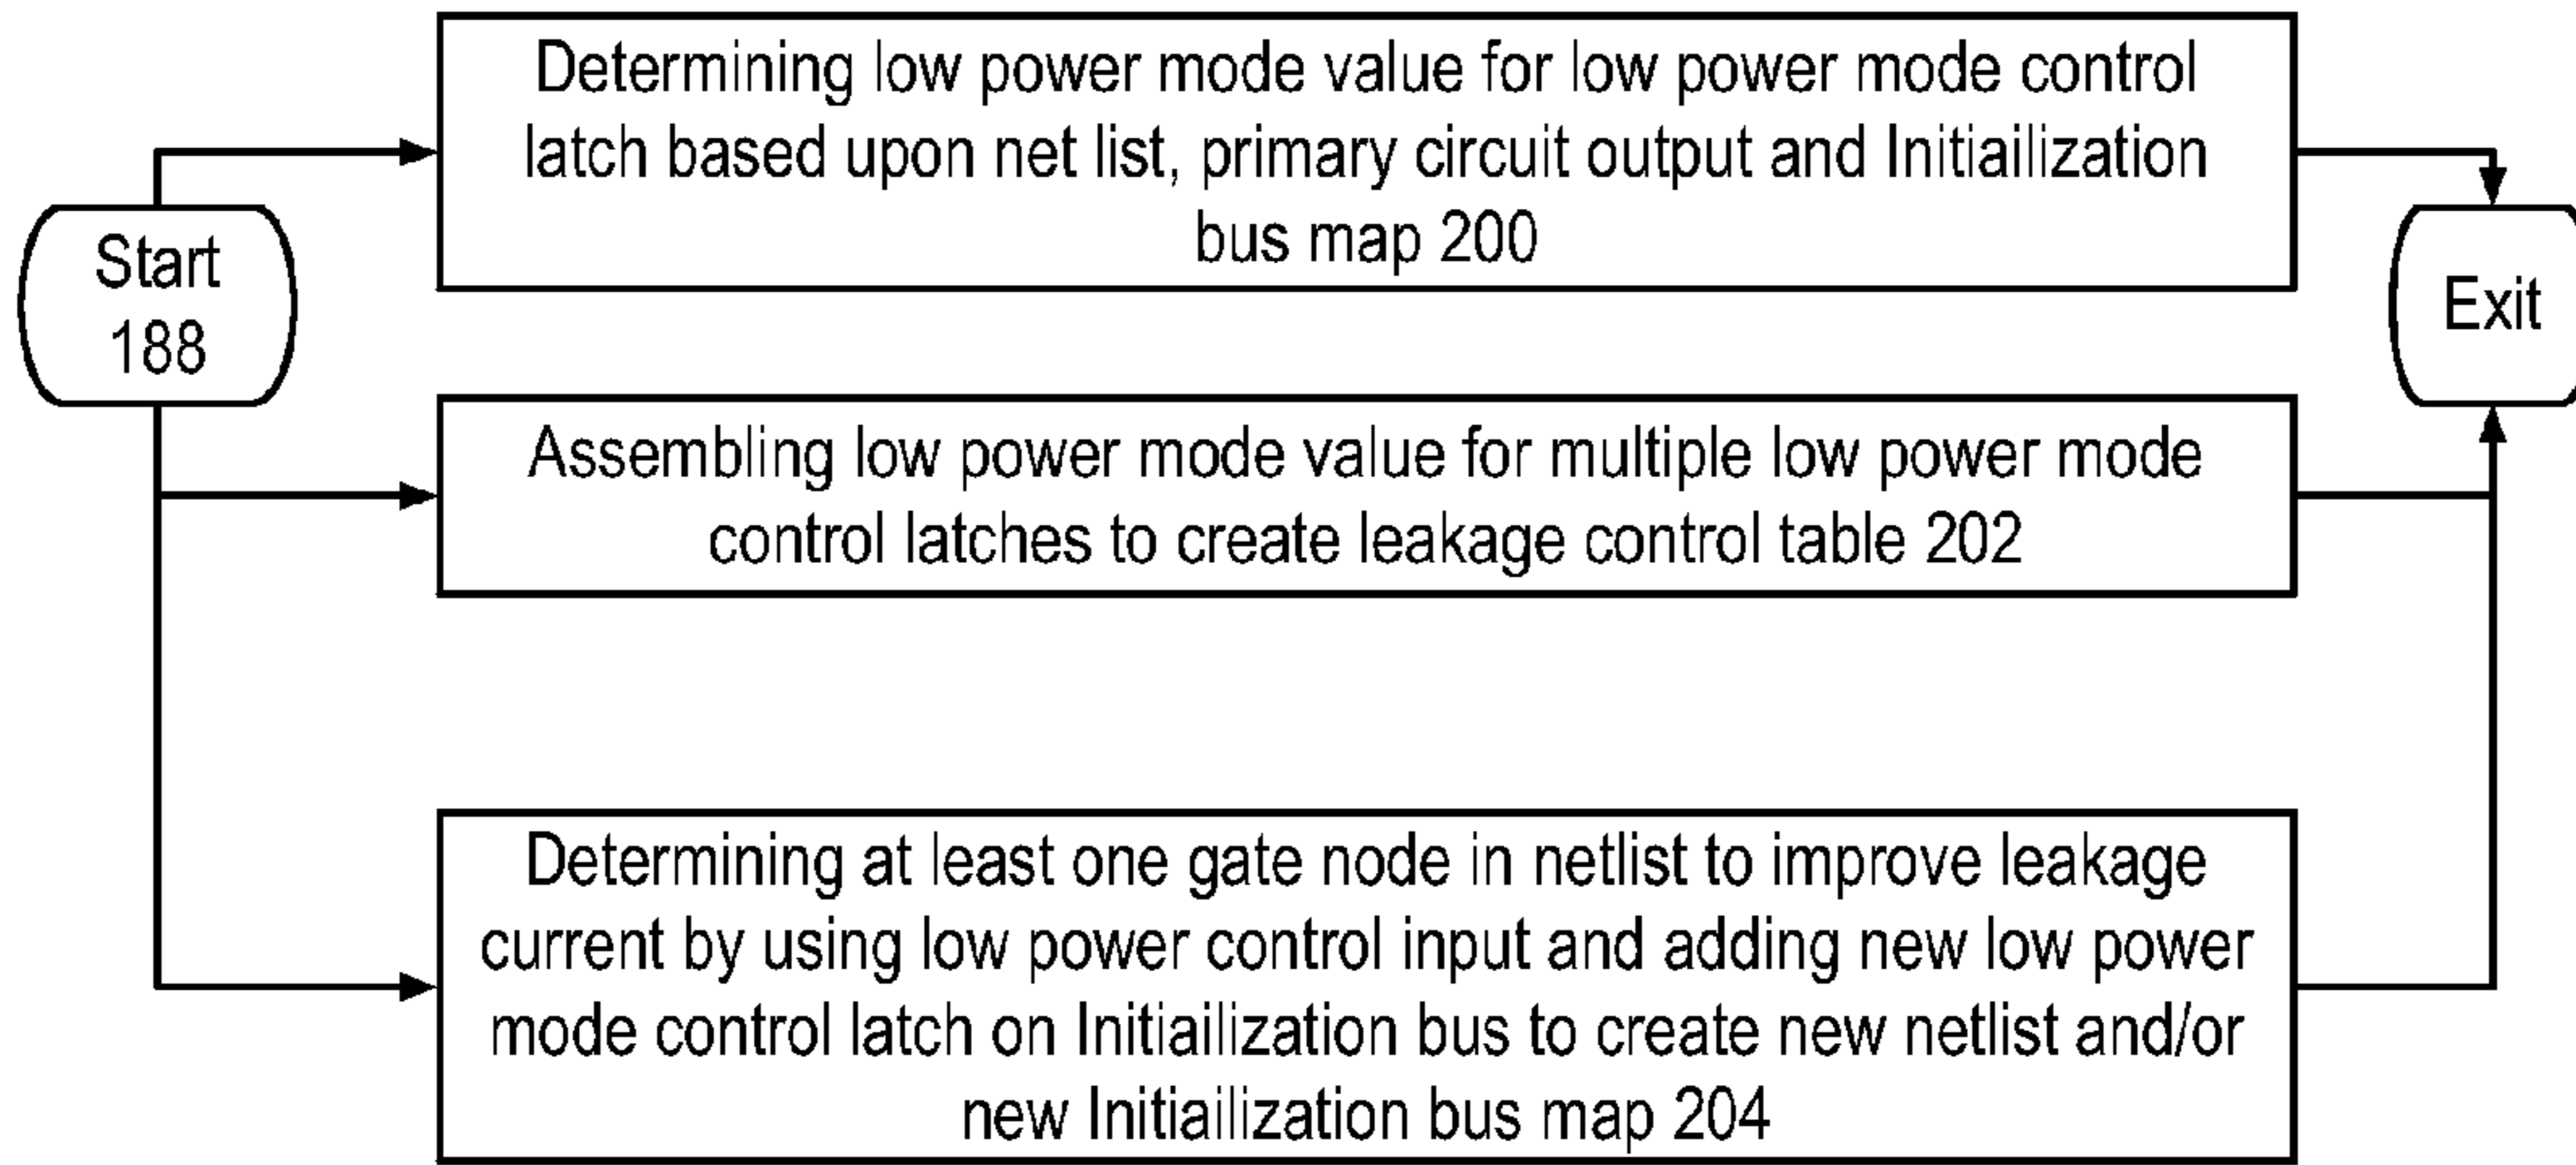 Start
188
Determining low power mode value for low power mode control
latch based upon net list, primary circuit output and Initiailization
bus map 200
Assembling low power mode value for multiple low power mode
control latches to create leakage control table 202
Determining at least one gate node in netlist to improve leakage
current by using low power control input and adding new low power
mode control latch on Initiailization bus to create new netlist and/or
new Initiailization bus map 204
Exit